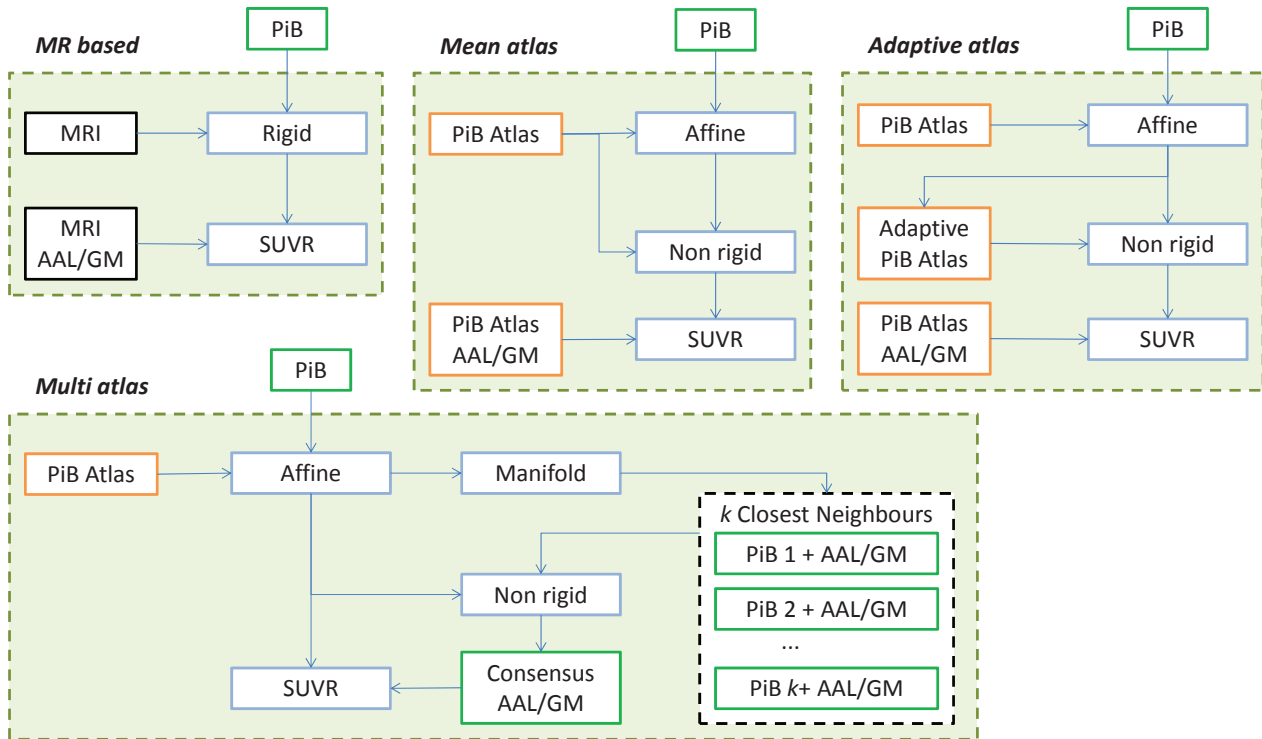 MR based
PiB
MRI
Rigid
MRI
AAL/GM
SUVR
Mean atlas
PiB
PiB Atlas
Affine
Non rigid
PiB Atlas
AAL/GM
SUVR
Adaptive atlas
PiB
PiB Atlas
Affine
Adaptive
PiB Atlas
Non rigid
PiB Atlas
AAL/GM
SUVR
Multi atlas
PiB
PiB Atlas
Affine
Manifold
k Closest Neighbours
PiB 1 + AAL/GM
PiB 2 + AAL/GM
...
PiB k+ AAL/GM
Non rigid
Consensus
AAL/GM
SUVR